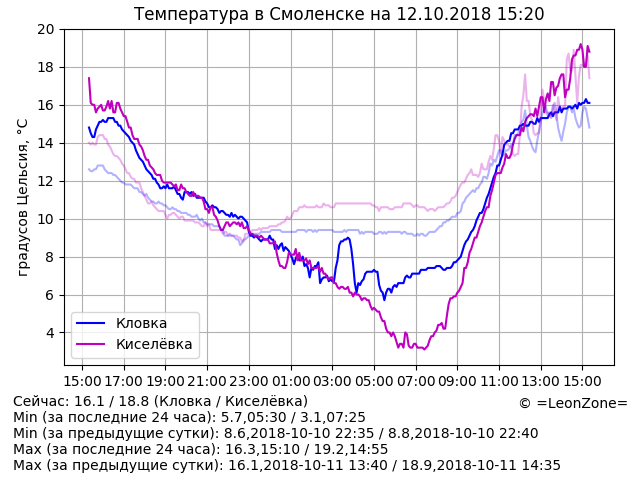 Температура в Смоленске на 12.10.2018 15:20
20
18
16
14
12
10
8
6
4
градусов Цельсия, °C
Кловка
Киселёвка
15:00 17:00 19:00 21:00 23:00 01:00 03:00 05:00 07:00 09:00 11:00 13:00 15:00
Сейчас: 16.1 / 18.8 (Кловка / Киселёвка)
© =LeonZone=
Min (за последние 24 часа): 5.7,05:30 / 3.1,07:25
Min (за предыдущие сутки): 8.6,2018-10-10 22:35 / 8.8,2018-10-10 22:40
Max (за последние 24 часа): 16.3,15:10 / 19.2,14:55
Max (за предыдущие сутки): 16.1,2018-10-11 13:40 / 18.9,2018-10-11 14:35